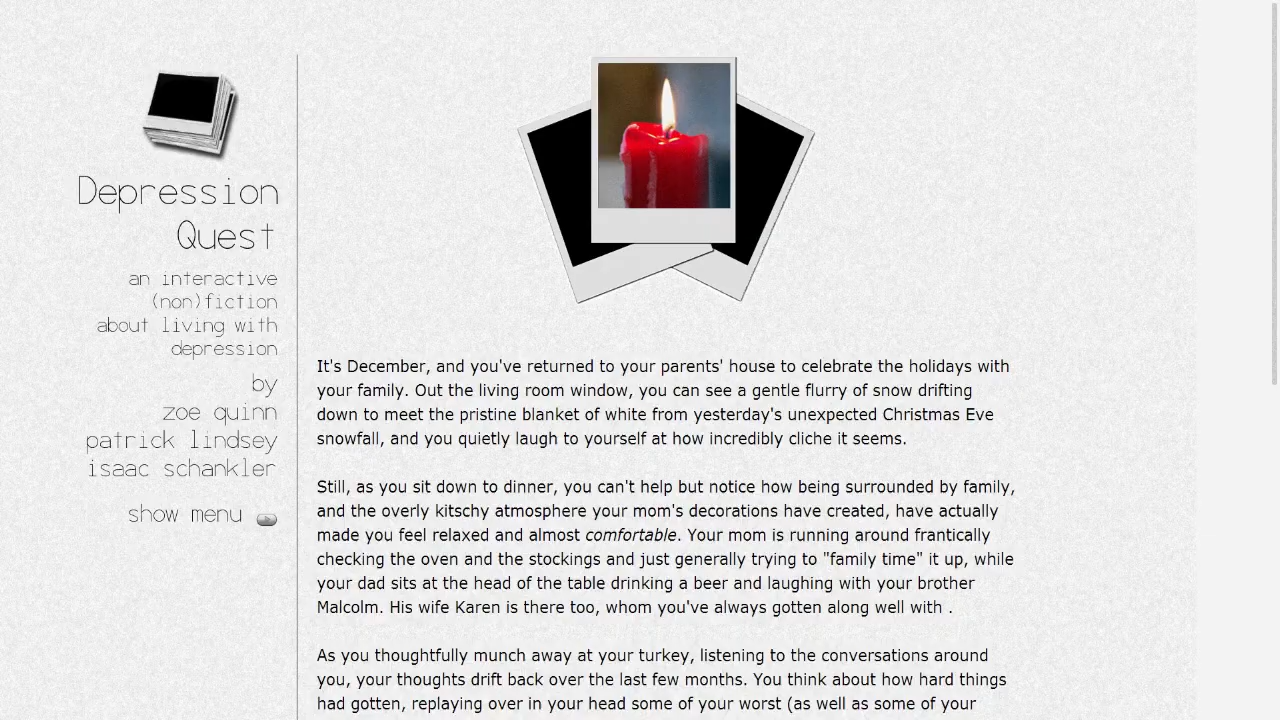 Depression
Quest
an interactive
(non)fiction
about living with
depression
by
zoe quinn
patrick lindsey
isaac schankler
show menu
It's December, and you've returned to your parents' house to celebrate the holidays with
your family. Out the living room window, you can see a gentle flurry of snow drifting
down to meet the pristine blanket of white from yesterday's unexpected Christmas Eve
snowfall, and you quietly laugh to yourself at how incredibly cliche it seems.
Still, as you sit down to dinner, you can't help but notice how being surrounded by family,
and the overly kitschy atmosphere your mom's decorations have created, have actually
made you feel relaxed and almost comfortable. Your mom is running around frantically
checking the oven and the stockings and just generally trying to "family time" it up, while
your dad sits at the head of the table drinking a beer and laughing with your brother
Malcolm. His wife Karen is there too, whom you've always gotten along well with .
As you thoughtfully munch away at your turkey, listening to the conversations around
you, your thoughts drift back over the last few months. You think about how hard things
had gotten, replaying over in your head some of your worst (as well as some of your